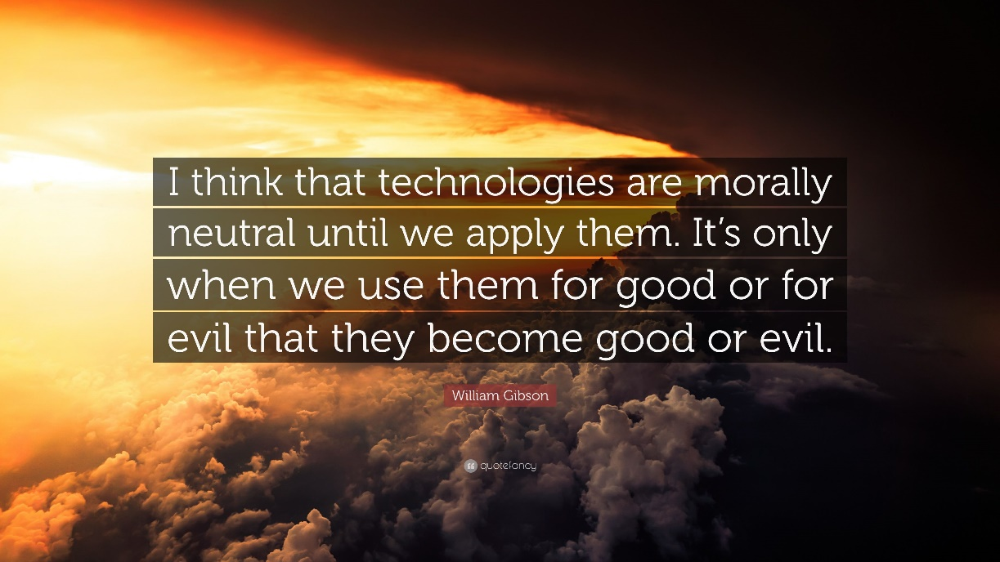 I think that technologies are morally
neutral until we apply them. It’s only
when we use them for good or for
evil that they become good or evil.
William Gibson
quotefancy